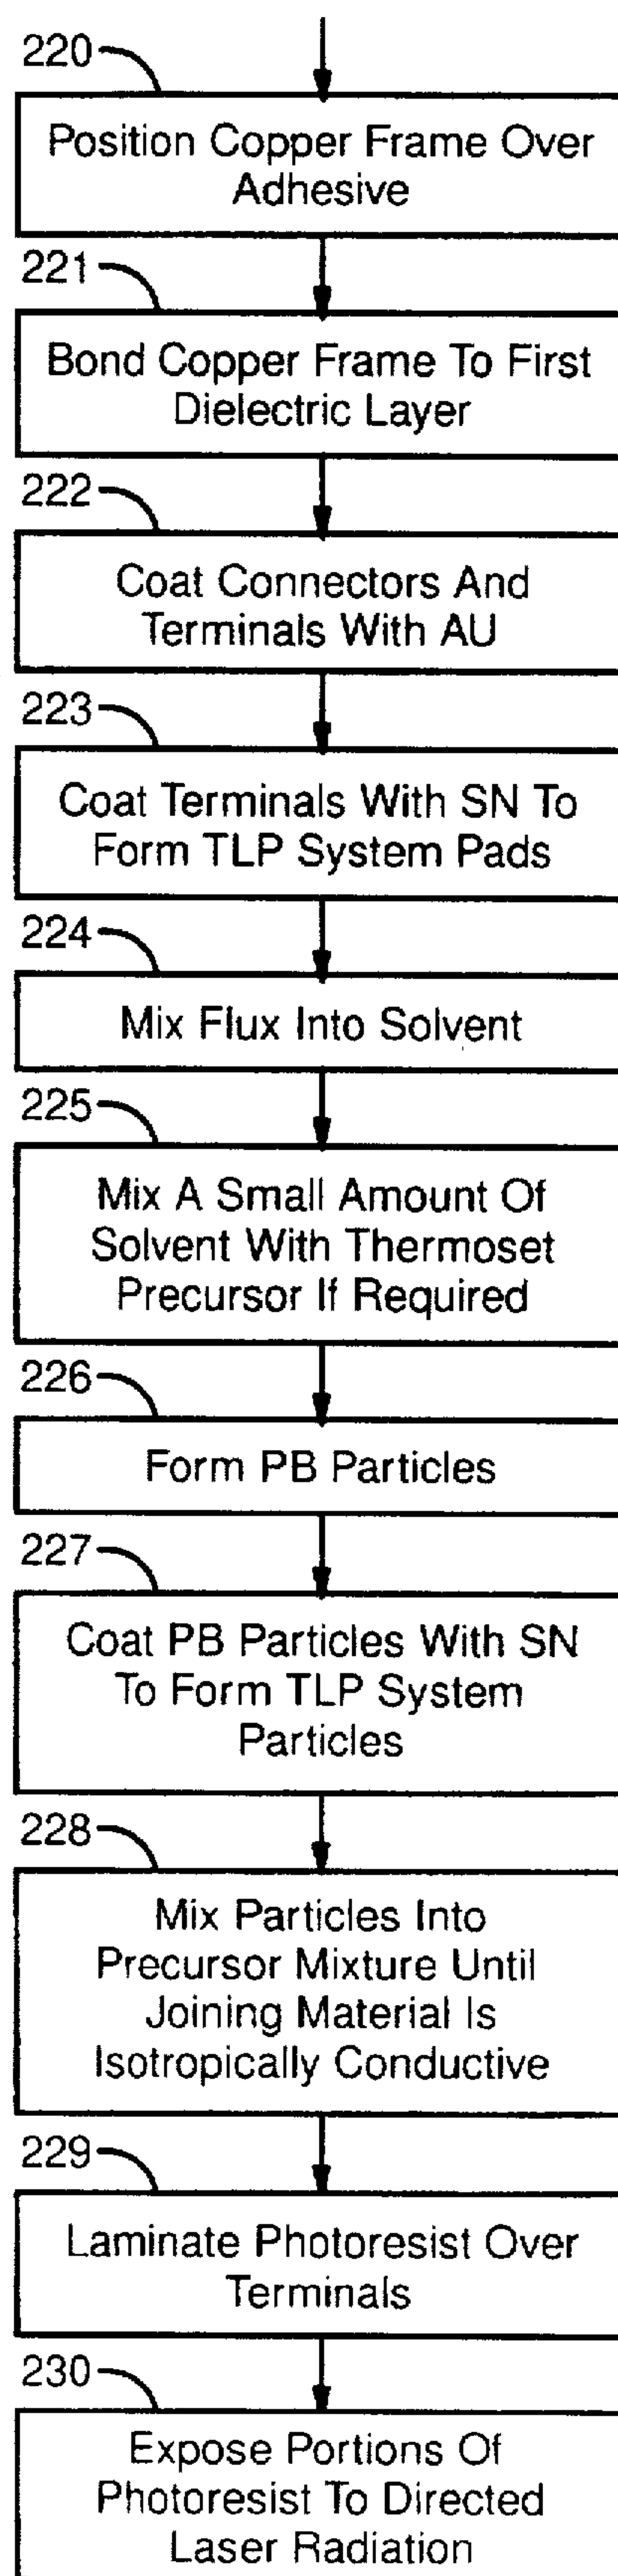 220
Position Copper Frame Over
Adhesive
221
Bond Copper Frame To First
Dielectric Layer
222
Coat Connectors And
Terminals With AU
223
Coat Terminals With SN To
Form TLP System Pads
224
Mix Flux Into Solvent
225
Mix A Small Amount Of
Solvent With Thermoset
Precursor If Required
226
Form PB Particles
227
Coat PB Particles With SN
To Form TLP System
Particles
228
Mix Particles Into
Precursor Mixture Until
Joining Material Is
Isotropically Conductive
229
Laminate Photoresist Over
Terminals
230
Expose Portions Of
Photoresist To Directed
Laser Radiation